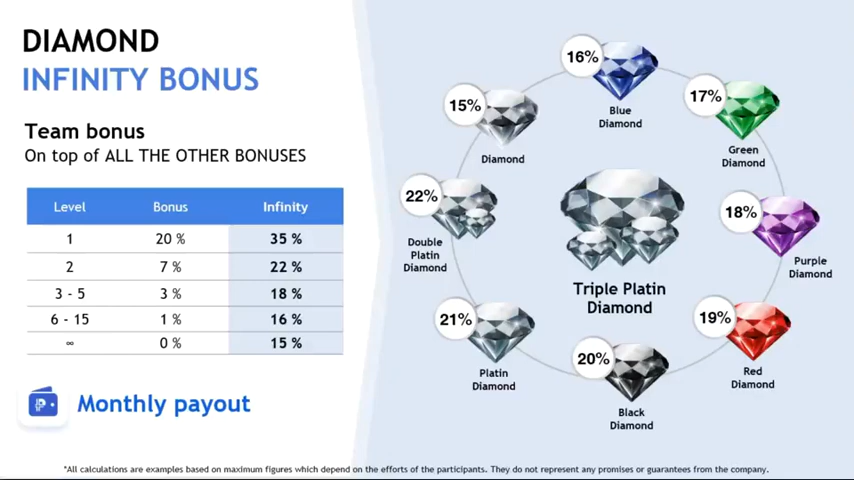 DIAMOND
INFINITY BONUS
Team bonus
On top of ALL THE OTHER BONUSES
Level Bonus Infinity
1 20 % 35 %
2 7 % 22 %
3 - 5 3 % 18 %
6 - 15 1 % 16 %
∞ 0 % 15 %
Monthly payout
15%
Diamond
16%
Blue
Diamond
17%
Green
Diamond
18%
Purple
Diamond
19%
Red
Diamond
20%
Black
Diamond
21%
Platin
Diamond
22%
Double
Platin
Diamond
Triple Platin
Diamond
*All calculations are examples based on maximum figures which depend on the efforts of the participants. They do not represent any promises or guarantees from the company.